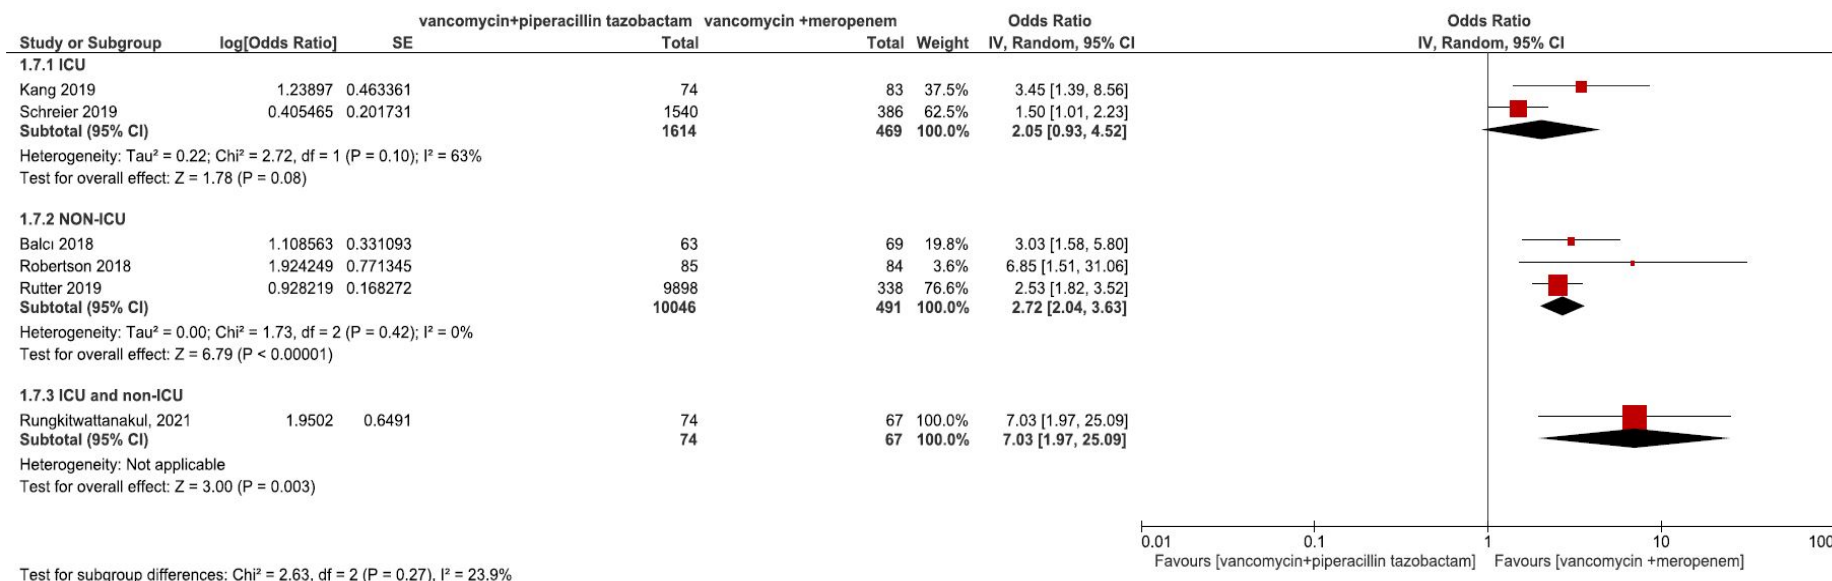 vancomycin+piperacillin tazobactam vancomycin +meropenem Odds Ratio Odds Ratio
Study or Subgroup log[Odds Ratio] SE Total Total Weight IV, Random, 95% CI IV, Random, 95% CI
1.7.1 ICU
Kang 2019 1.23897 0.463361 74 83 37.5% 3.45 [1.39, 8.56]
Schreier 2019 0.405465 0.201731 1540 386 62.5% 1.50 [1.01, 2.23]
Subtotal (95% CI) 1614 469 100.0% 2.05 [0.93, 4.52]
Heterogeneity: Tau² = 0.22; Chi² = 2.72, df = 1 (P = 0.10); I² = 63%
Test for overall effect: Z = 1.78 (P = 0.08)
1.7.2 NON-ICU
Balcı 2018 1.108563 0.331093 63 69 19.8% 3.03 [1.58, 5.80]
Robertson 2018 1.924249 0.771345 85 84 3.6% 6.85 [1.51, 31.06]
Rutter 2019 0.928219 0.168272 9898 338 76.6% 2.53 [1.82, 3.52]
Subtotal (95% CI) 10046 491 100.0% 2.72 [2.04, 3.63]
Heterogeneity: Tau² = 0.00; Chi² = 1.73, df = 2 (P = 0.42); I² = 0%
Test for overall effect: Z = 6.79 (P < 0.00001)
1.7.3 ICU and non-ICU
Rungkitwattanakul, 2021 1.9502 0.6491 74 67 100.0% 7.03 [1.97, 25.09]
Subtotal (95% CI) 74 67 100.0% 7.03 [1.97, 25.09]
Heterogeneity: Not applicable
Test for overall effect: Z = 3.00 (P = 0.003)
0.01 0.1 1 10 100
Favours [vancomycin+piperacillin tazobactam] Favours [vancomycin +meropenem]
Test for subgroup differences: Chi² = 2.63, df = 2 (P = 0.27), I² = 23.9%